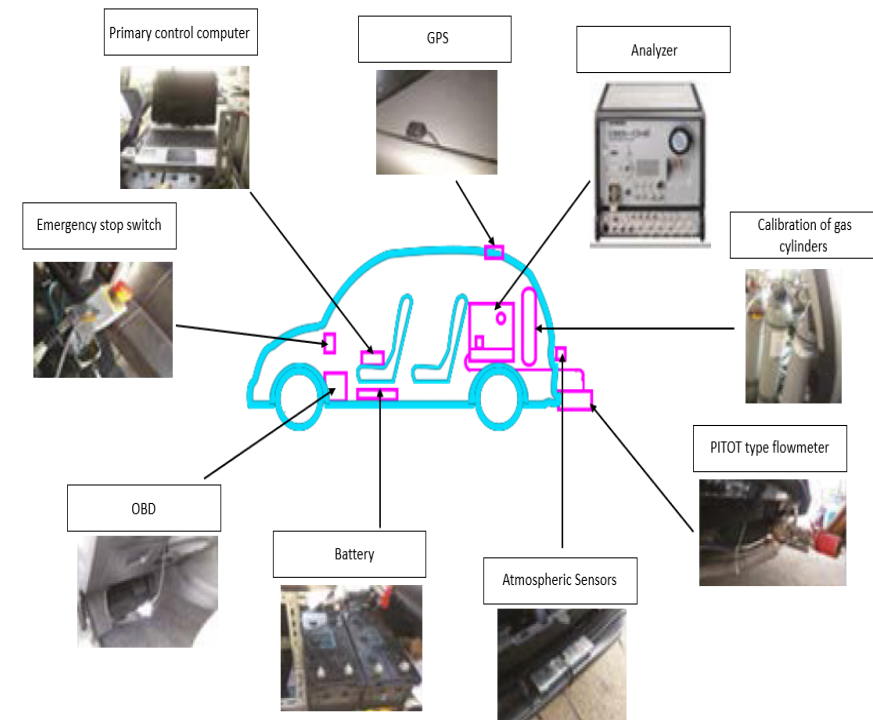 Primary control computer
GPS
Analyzer
Emergency stop switch
Calibration of gas
cylinders
PITOT type flowmeter
OBD
Battery
Atmospheric Sensors